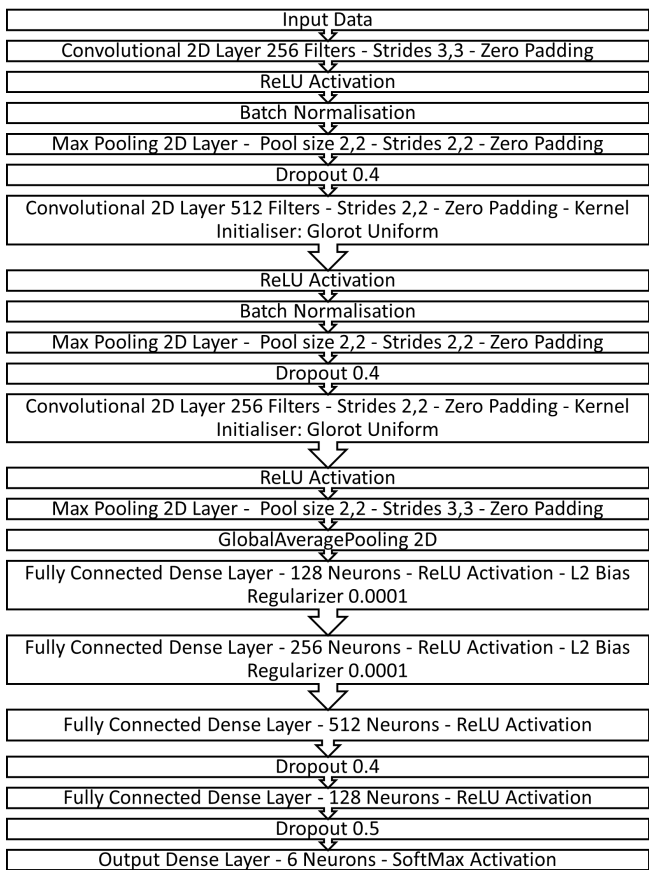 Input Data
Convolutional 2D Layer 256 Filters - Strides 3,3 - Zero Padding
ReLU Activation
Batch Normalisation
Max Pooling 2D Layer - Pool size 2,2 - Strides 2,2 - Zero Padding
Dropout 0.4
Convolutional 2D Layer 512 Filters - Strides 2,2 - Zero Padding - Kernel
Initialiser: Glorot Uniform
ReLU Activation
Batch Normalisation
Max Pooling 2D Layer - Pool size 2,2 - Strides 2,2 - Zero Padding
Dropout 0.4
Convolutional 2D Layer 256 Filters - Strides 2,2 - Zero Padding - Kernel
Initialiser: Glorot Uniform
ReLU Activation
Max Pooling 2D Layer - Pool size 2,2 - Strides 3,3 - Zero Padding
GlobalAveragePooling 2D
Fully Connected Dense Layer - 128 Neurons - ReLU Activation - L2 Bias
Regularizer 0.0001
Fully Connected Dense Layer - 256 Neurons - ReLU Activation - L2 Bias
Regularizer 0.0001
Fully Connected Dense Layer - 512 Neurons - ReLU Activation
Dropout 0.4
Fully Connected Dense Layer - 128 Neurons - ReLU Activation
Dropout 0.5
Output Dense Layer - 6 Neurons - SoftMax Activation